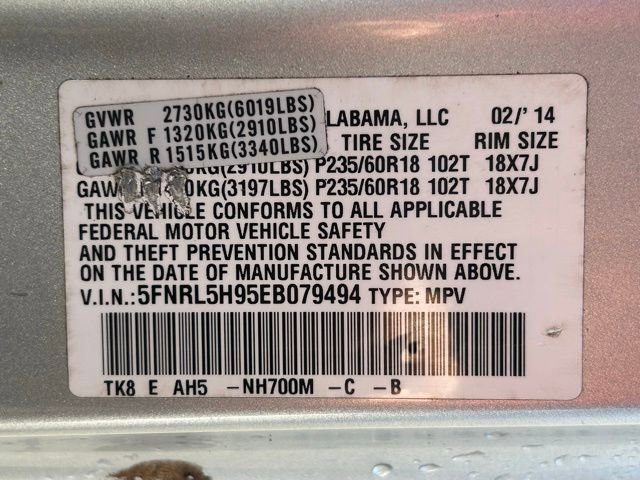 GVWR 2730KG(6019LBS)
GAWR F 1320KG(2910LBS)
GAWR R 1515KG(3340LBS)
LABAMA, LLC 02/' 14
TIRE SIZE RIM SIZE
KG(2910LBS) P235/60R18 102T 18X7J
GAW KG(3197LBS) P235/60R18 102T 18X7J
THIS VEHICLE CONFORMS TO ALL APPLICABLE
FEDERAL MOTOR VEHICLE SAFETY
AND THEFT PREVENTION STANDARDS IN EFFECT
ON THE DATE OF MANUFACTURE SHOWN ABOVE.
V.I.N.:5FNRL5H95EB079494 TYPE: MPV
TK8 E AH5 -NH700M -C -B